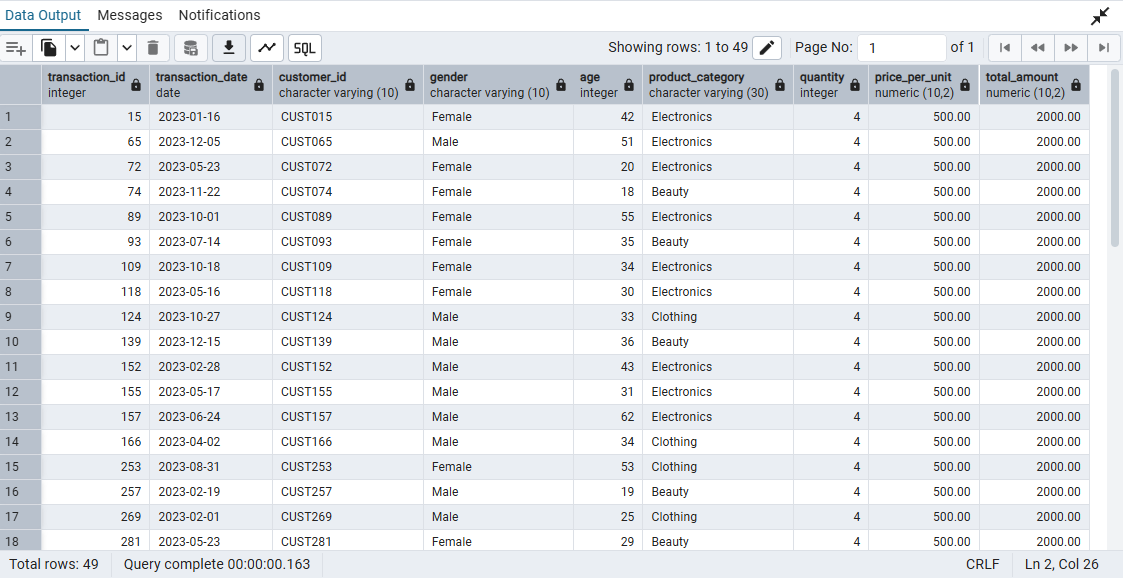 Data Output Messages Notifications
SQL Showing rows: 1 to 49 Page No: 1 of 1
transaction_id transaction_date customer_id gender age product_category quantity price_per_unit total_amount
integer date character varying (10) character varying (10) integer character varying (30) integer numeric (10,2) numeric (10,2)
1 15 2023-01-16 CUST015 Female 42 Electronics 4 500.00 2000.00
2 65 2023-12-05 CUST065 Male 51 Electronics 4 500.00 2000.00
3 72 2023-05-23 CUST072 Female 20 Electronics 4 500.00 2000.00
4 74 2023-11-22 CUST074 Female 18 Beauty 4 500.00 2000.00
5 89 2023-10-01 CUST089 Female 55 Electronics 4 500.00 2000.00
6 93 2023-07-14 CUST093 Female 35 Beauty 4 500.00 2000.00
7 109 2023-10-18 CUST109 Female 34 Electronics 4 500.00 2000.00
8 118 2023-05-16 CUST118 Female 30 Electronics 4 500.00 2000.00
9 124 2023-10-27 CUST124 Male 33 Clothing 4 500.00 2000.00
10 139 2023-12-15 CUST139 Male 36 Beauty 4 500.00 2000.00
11 152 2023-02-28 CUST152 Male 43 Electronics 4 500.00 2000.00
12 155 2023-05-17 CUST155 Male 31 Electronics 4 500.00 2000.00
13 157 2023-06-24 CUST157 Male 62 Electronics 4 500.00 2000.00
14 166 2023-04-02 CUST166 Male 34 Clothing 4 500.00 2000.00
15 253 2023-08-31 CUST253 Female 53 Clothing 4 500.00 2000.00
16 257 2023-02-19 CUST257 Male 19 Beauty 4 500.00 2000.00
17 269 2023-02-01 CUST269 Male 25 Clothing 4 500.00 2000.00
18 281 2023-05-23 CUST281 Female 29 Beauty 4 500.00 2000.00
Total rows: 49 Query complete 00:00:00.163 CRLF Ln 2, Col 26